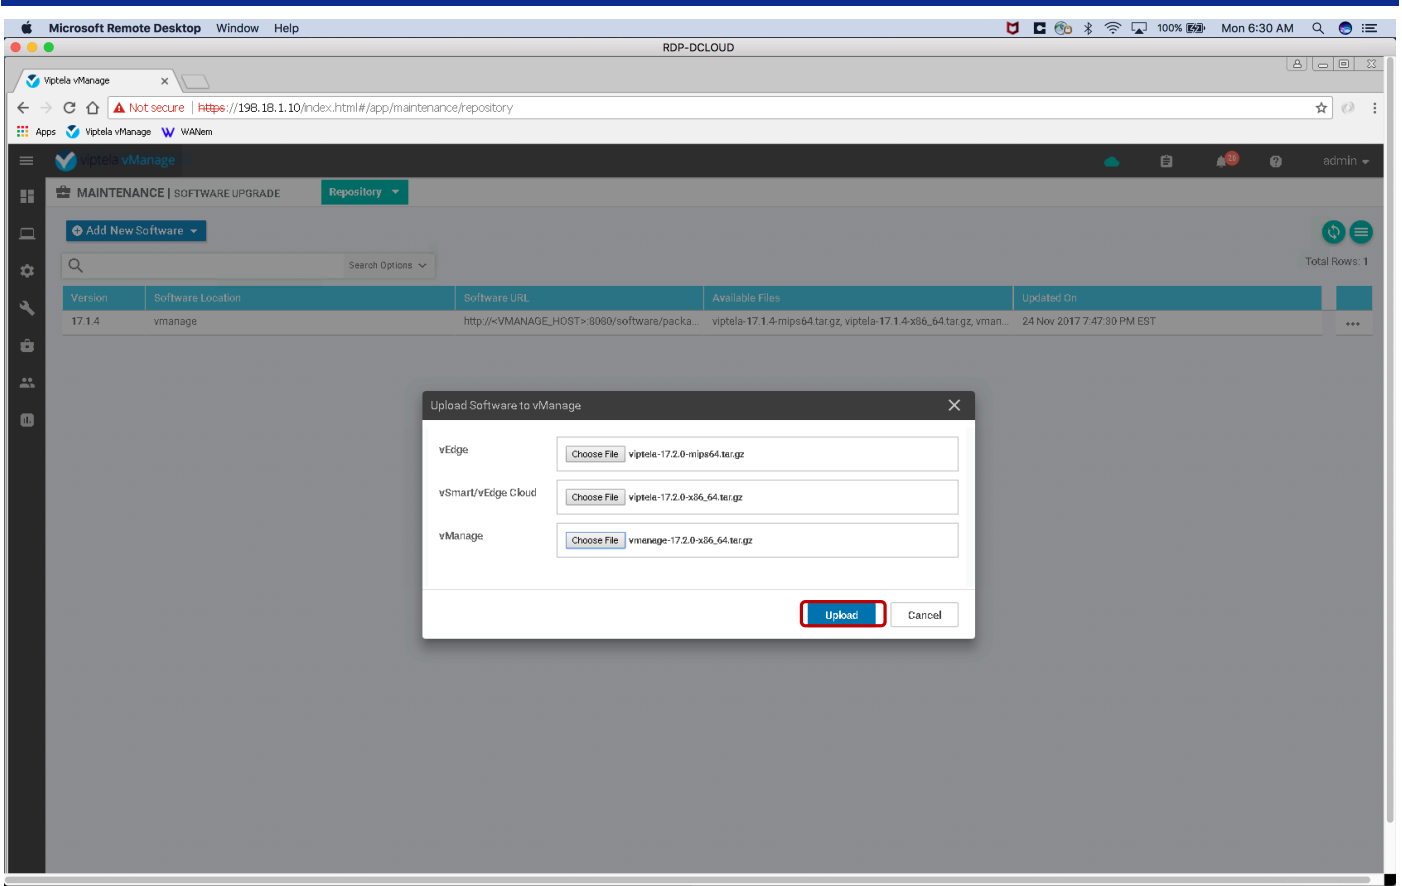 Microsoft Remote Desktop Window Help 100% Mon 6:30 AM
RDP-DCLOUD
Viptela vManage
Not secure | https://198.18.1.10/index.html#/app/maintenance/repository
Apps Viptela vManage WANem
viptela vManage 26 admin
MAINTENANCE | SOFTWARE UPGRADE Repository
Add New Software
Search Options Total Rows: 1
Version Software Location Software URL Available Files Updated On
17.1.4 vmanage http://<VMANAGE_HOST>:8080/software/packa... viptela-17.1.4-mips64.tar.gz, viptela-17.1.4-x86_64.tar.gz, vman... 24 Nov 2017 7:47:30 PM EST
Upload Software to vManage
vEdge Choose File viptela-17.2.0-mips64.tar.gz
vSmart/vEdge Cloud Choose File viptela-17.2.0-x86_64.tar.gz
vManage Choose File vmanage-17.2.0-x86_64.tar.gz
Upload Cancel